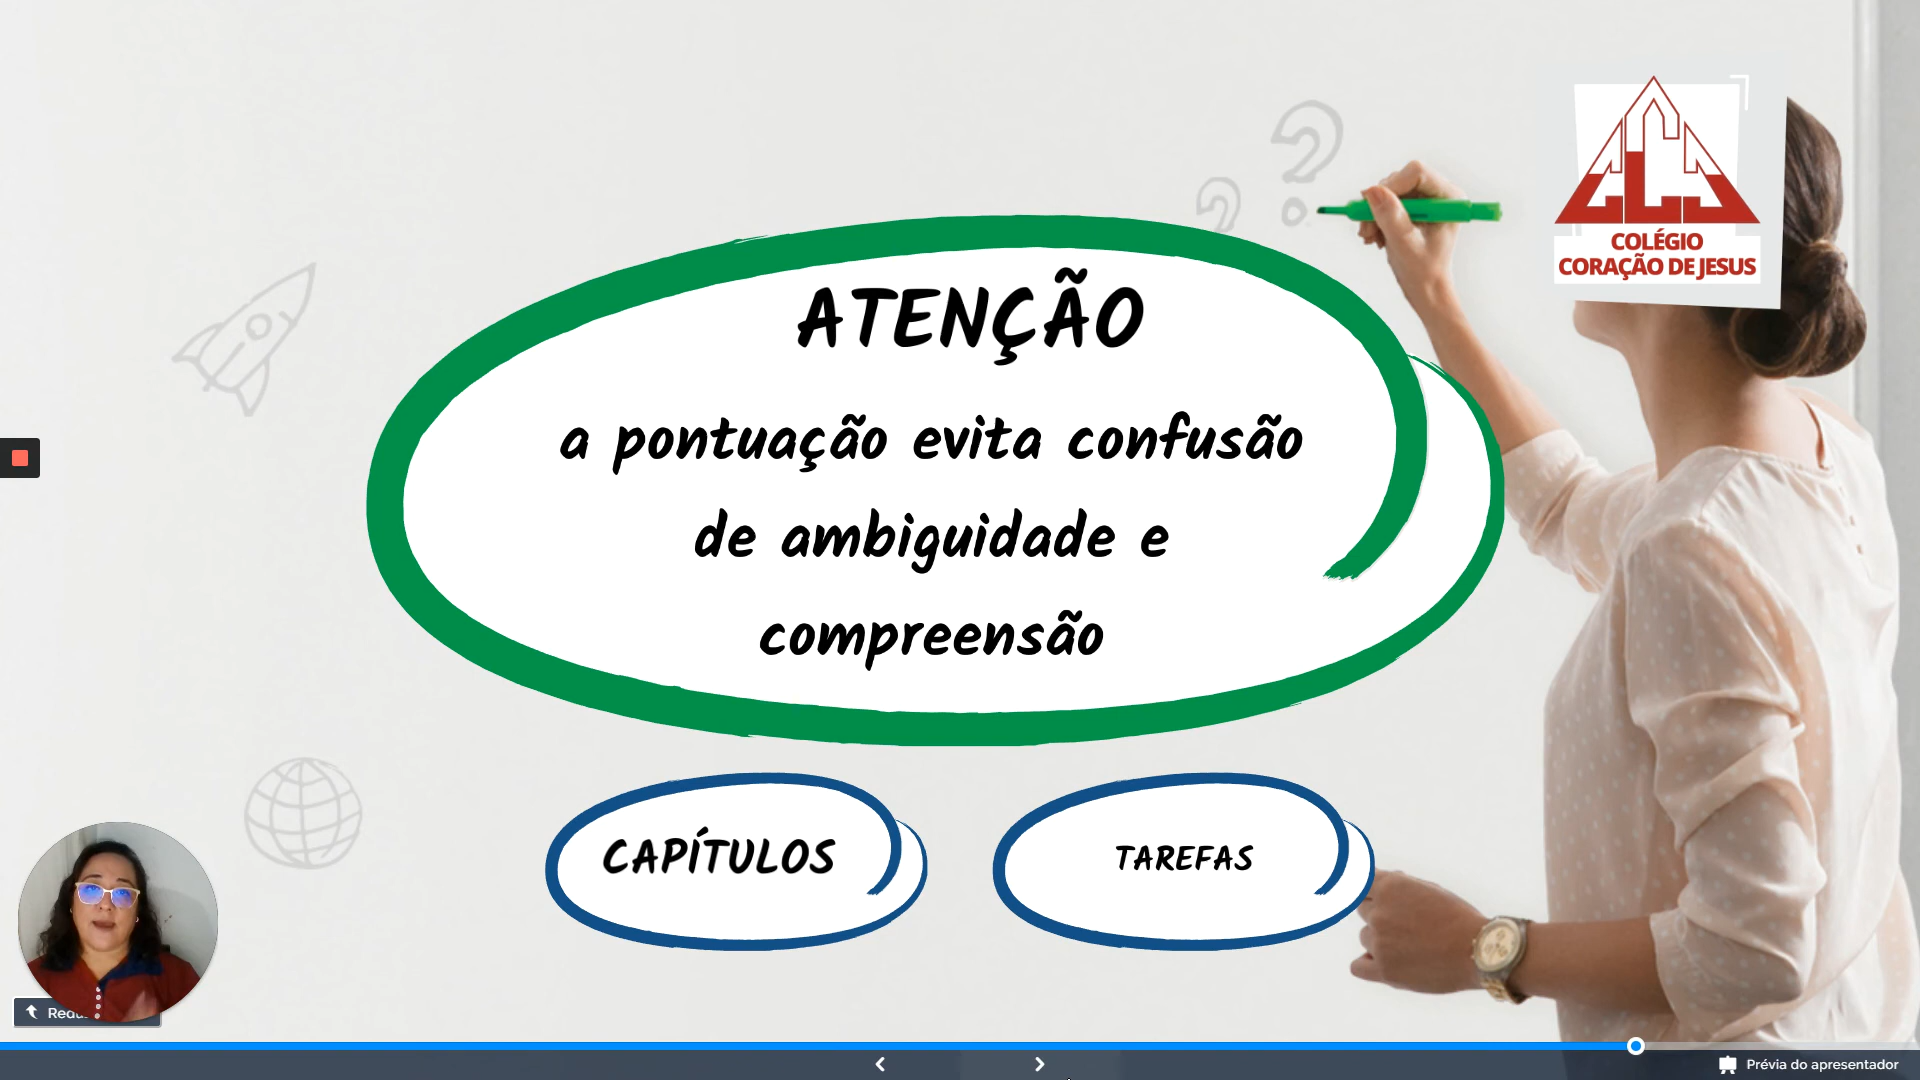 COLÉGIO
CORAÇÃO DE JESUS
ATENÇÃO
a pontuação evita confusão
de ambiguidade e
compreensão
CAPÍTULOS
TAREFAS
Prévia do apresentador